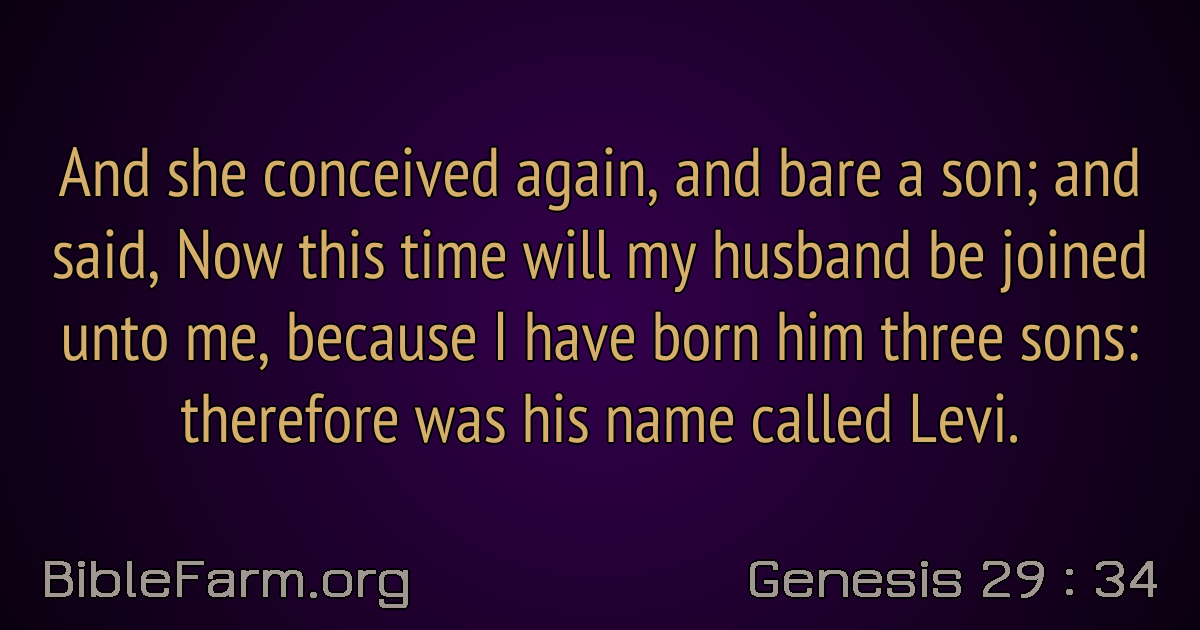 And she conceived again, and bare a son; and
said, Now this time will my husband be joined
unto me, because I have born him three sons:
therefore was his name called Levi.
BibleFarm.org
Genesis 29 : 34